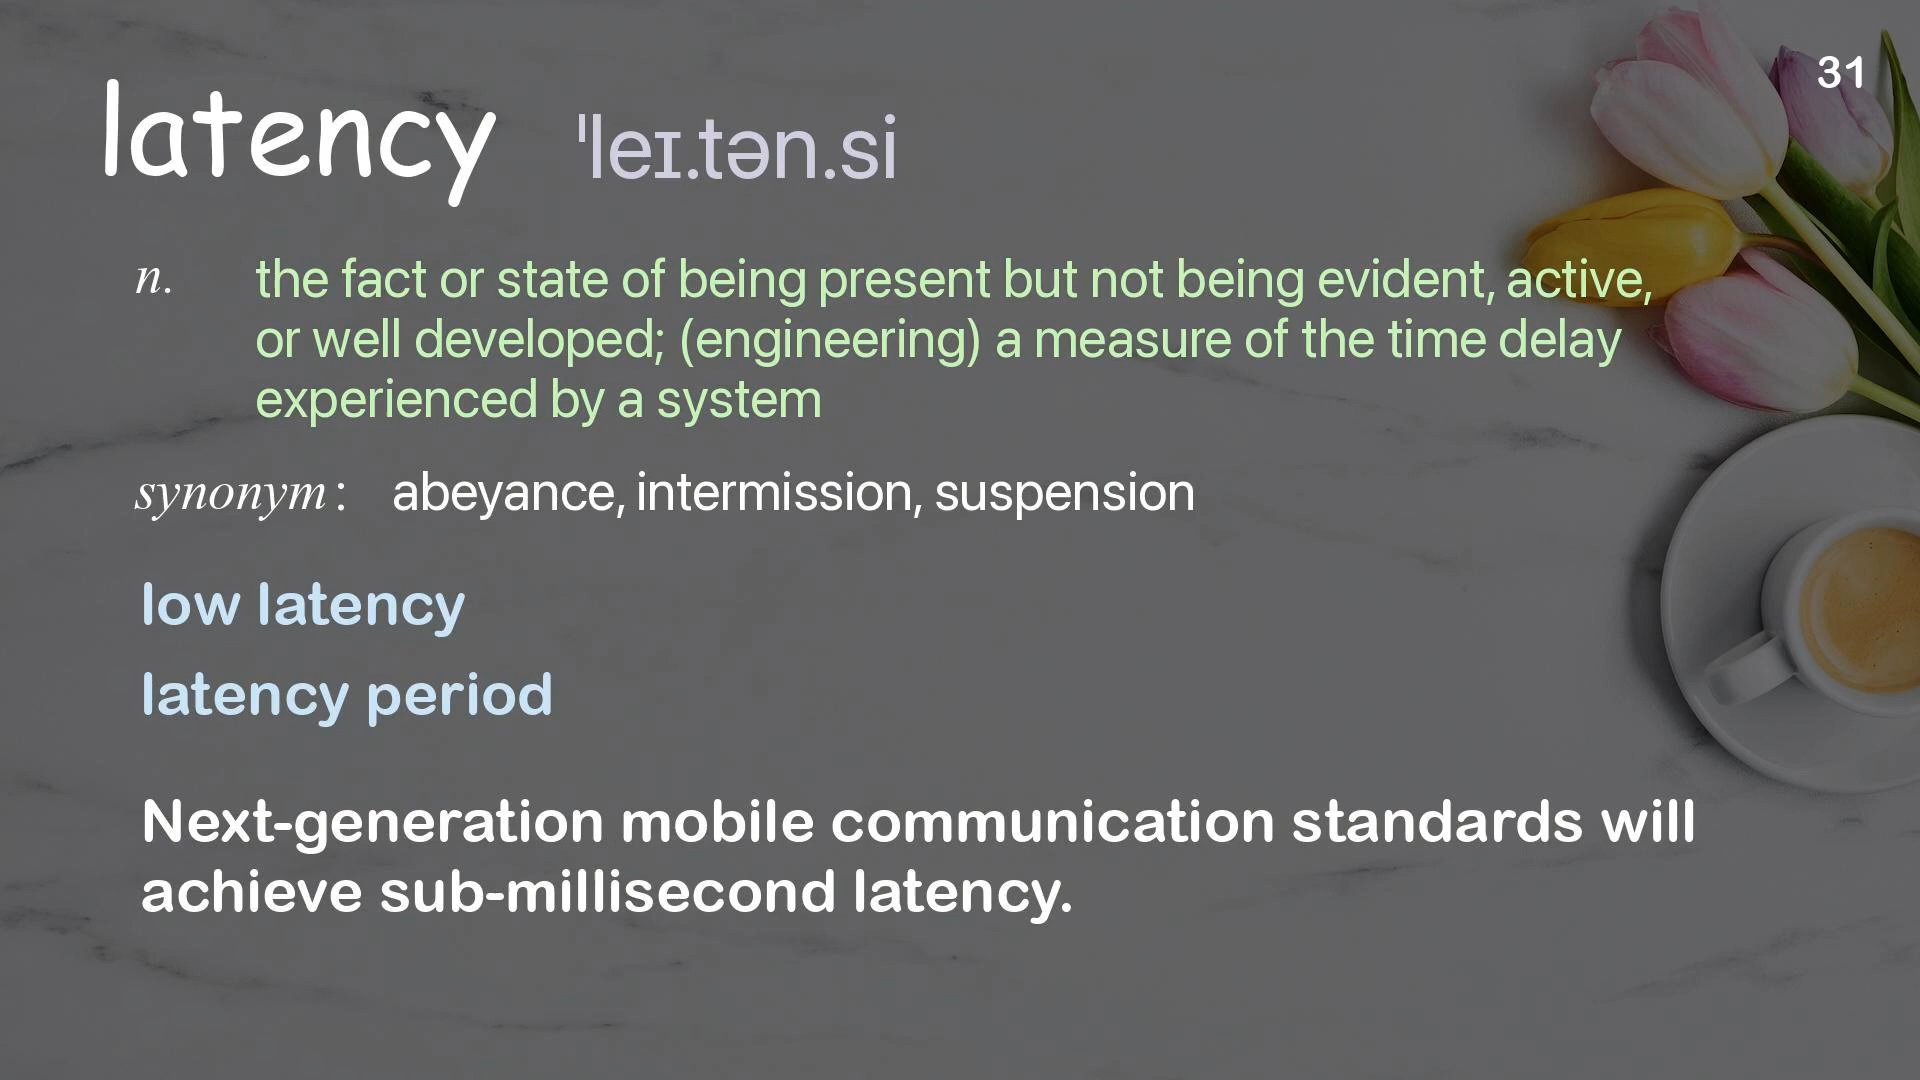 31
latency ˈleɪ.tən.si
n. the fact or state of being present but not being evident, active,
or well developed; (engineering) a measure of the time delay
experienced by a system
synonym : abeyance, intermission, suspension
low latency
latency period
Next-generation mobile communication standards will
achieve sub-millisecond latency.